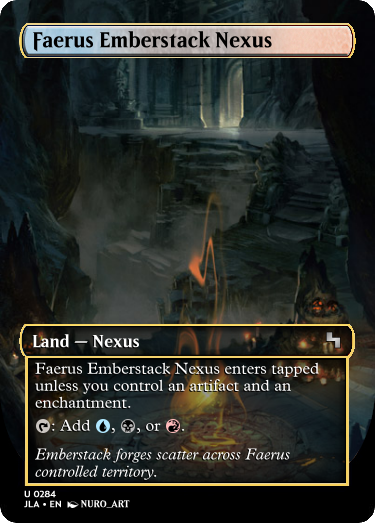 Faerus Emberstack Nexus
Land — Nexus
Faerus Emberstack Nexus enters tapped
unless you control an artifact and an
enchantment.
: Add , , or .
Emberstack forges scatter across Faerus
controlled territory.
U 0284
JLA • EN NURO_ART